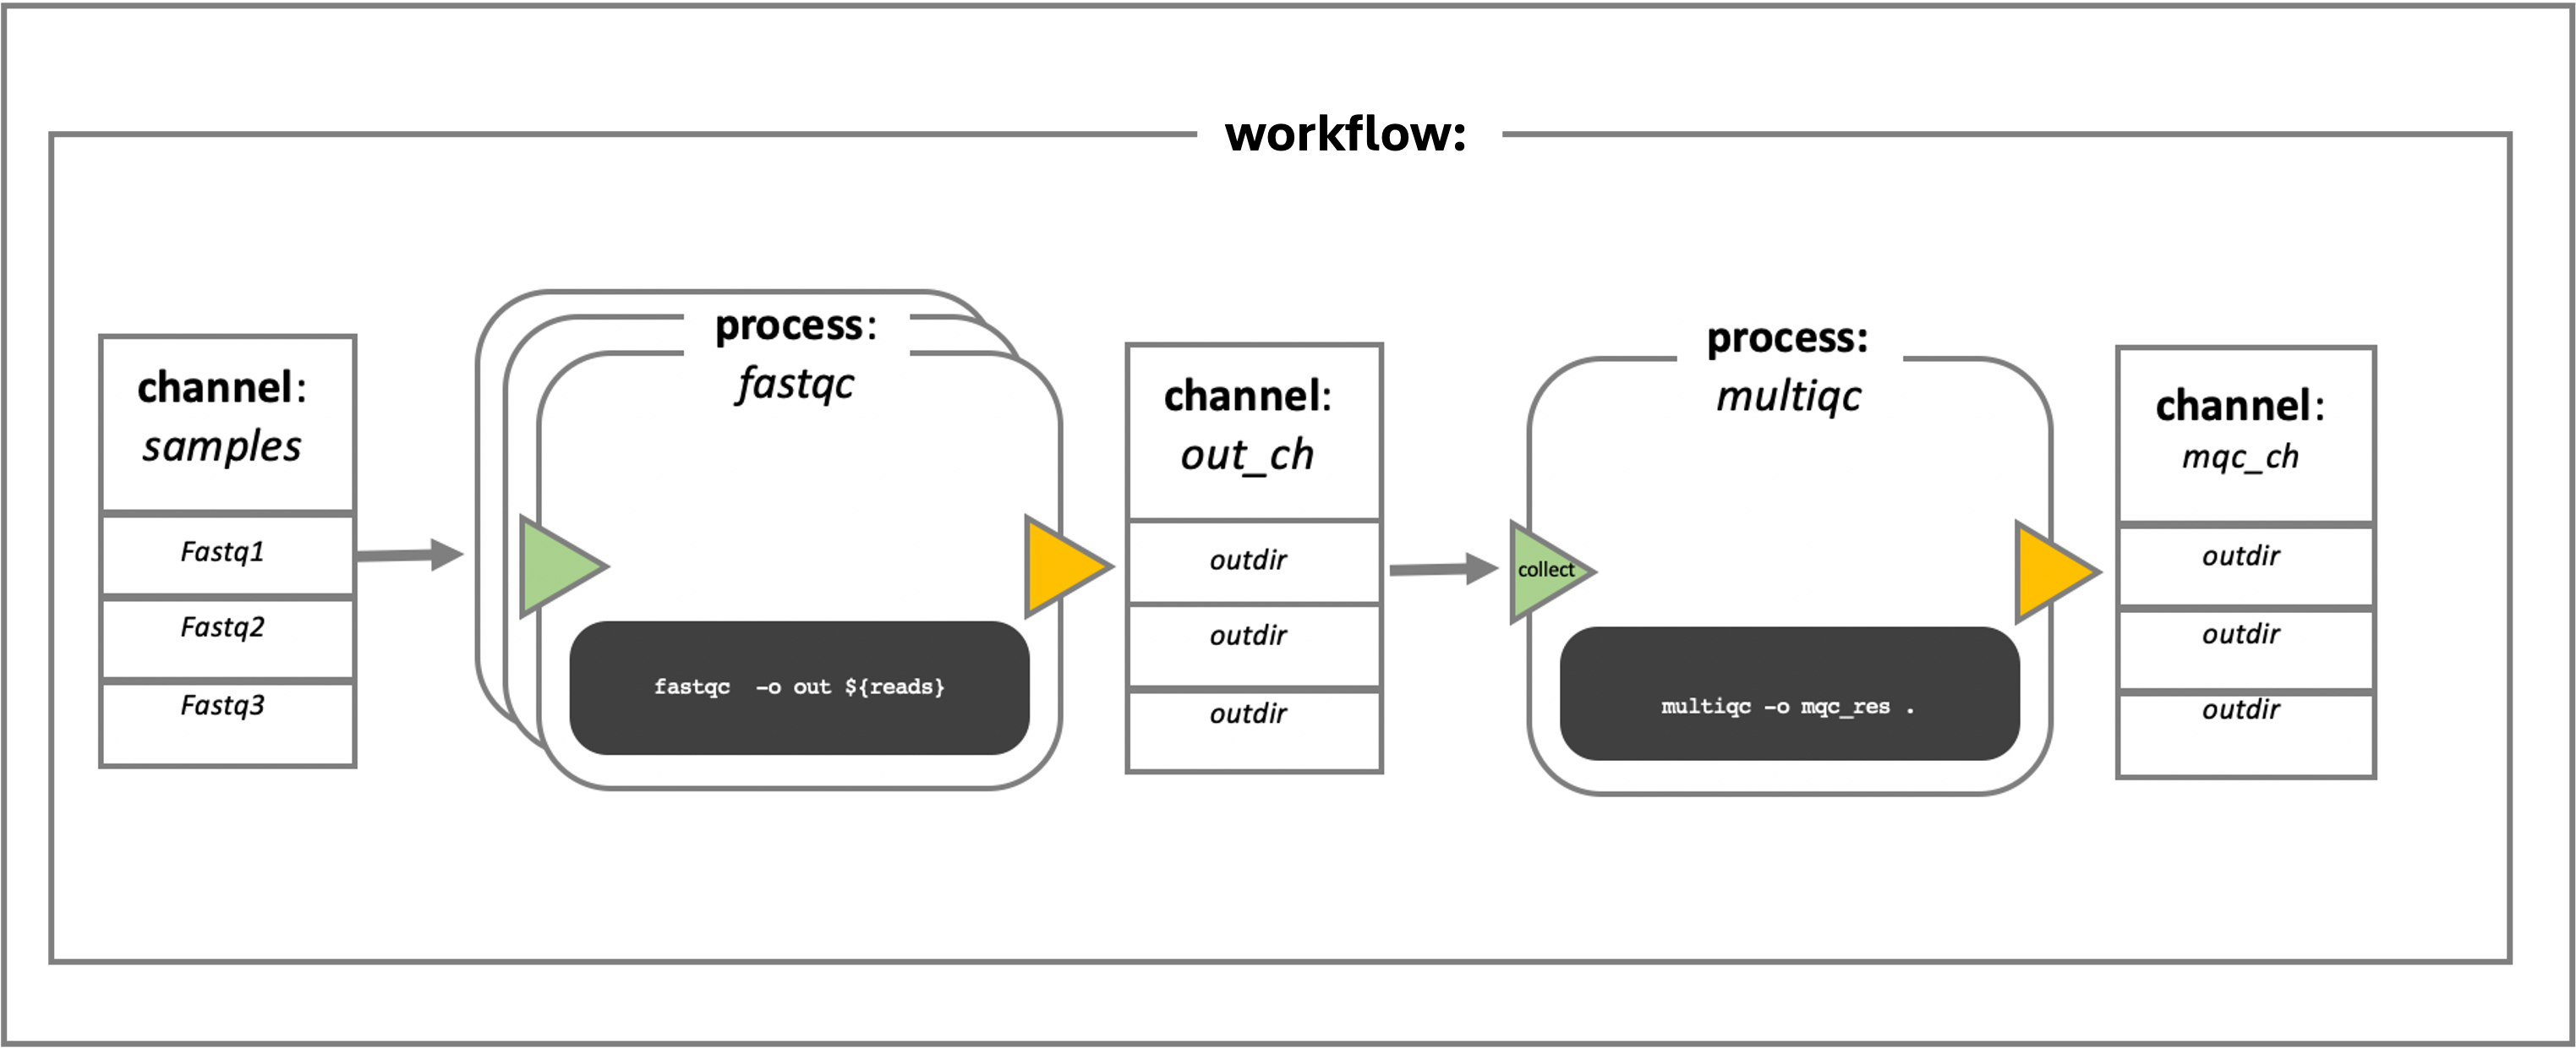 workflow:
channel:
samples
Fastq1
Fastq2
Fastq3
process:
fastqc
fastqc -o out ${reads}
channel:
out_ch
outdir
outdir
outdir
process:
multiqc
collect
multiqc -o mqc_res .
channel:
mqc_ch
outdir
outdir
outdir